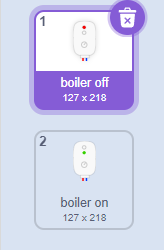 1
boiler off
127 x 218
2
boiler on
127 x 218